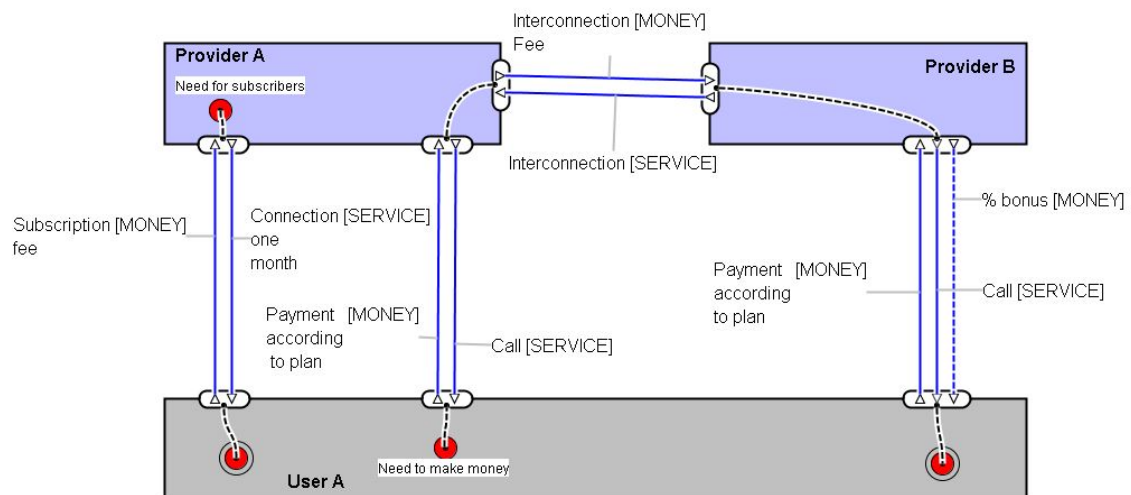 Interconnection [MONEY]
Fee
Provider A
Provider B
Need for subscribers
Interconnection [SERVICE]
% bonus [MONEY]
Subscription [MONEY]
fee
Connection [SERVICE]
one
month
Payment [MONEY]
according
to plan
Call [SERVICE]
Payment [MONEY]
according
to plan
Call [SERVICE]
Need to make money
User A